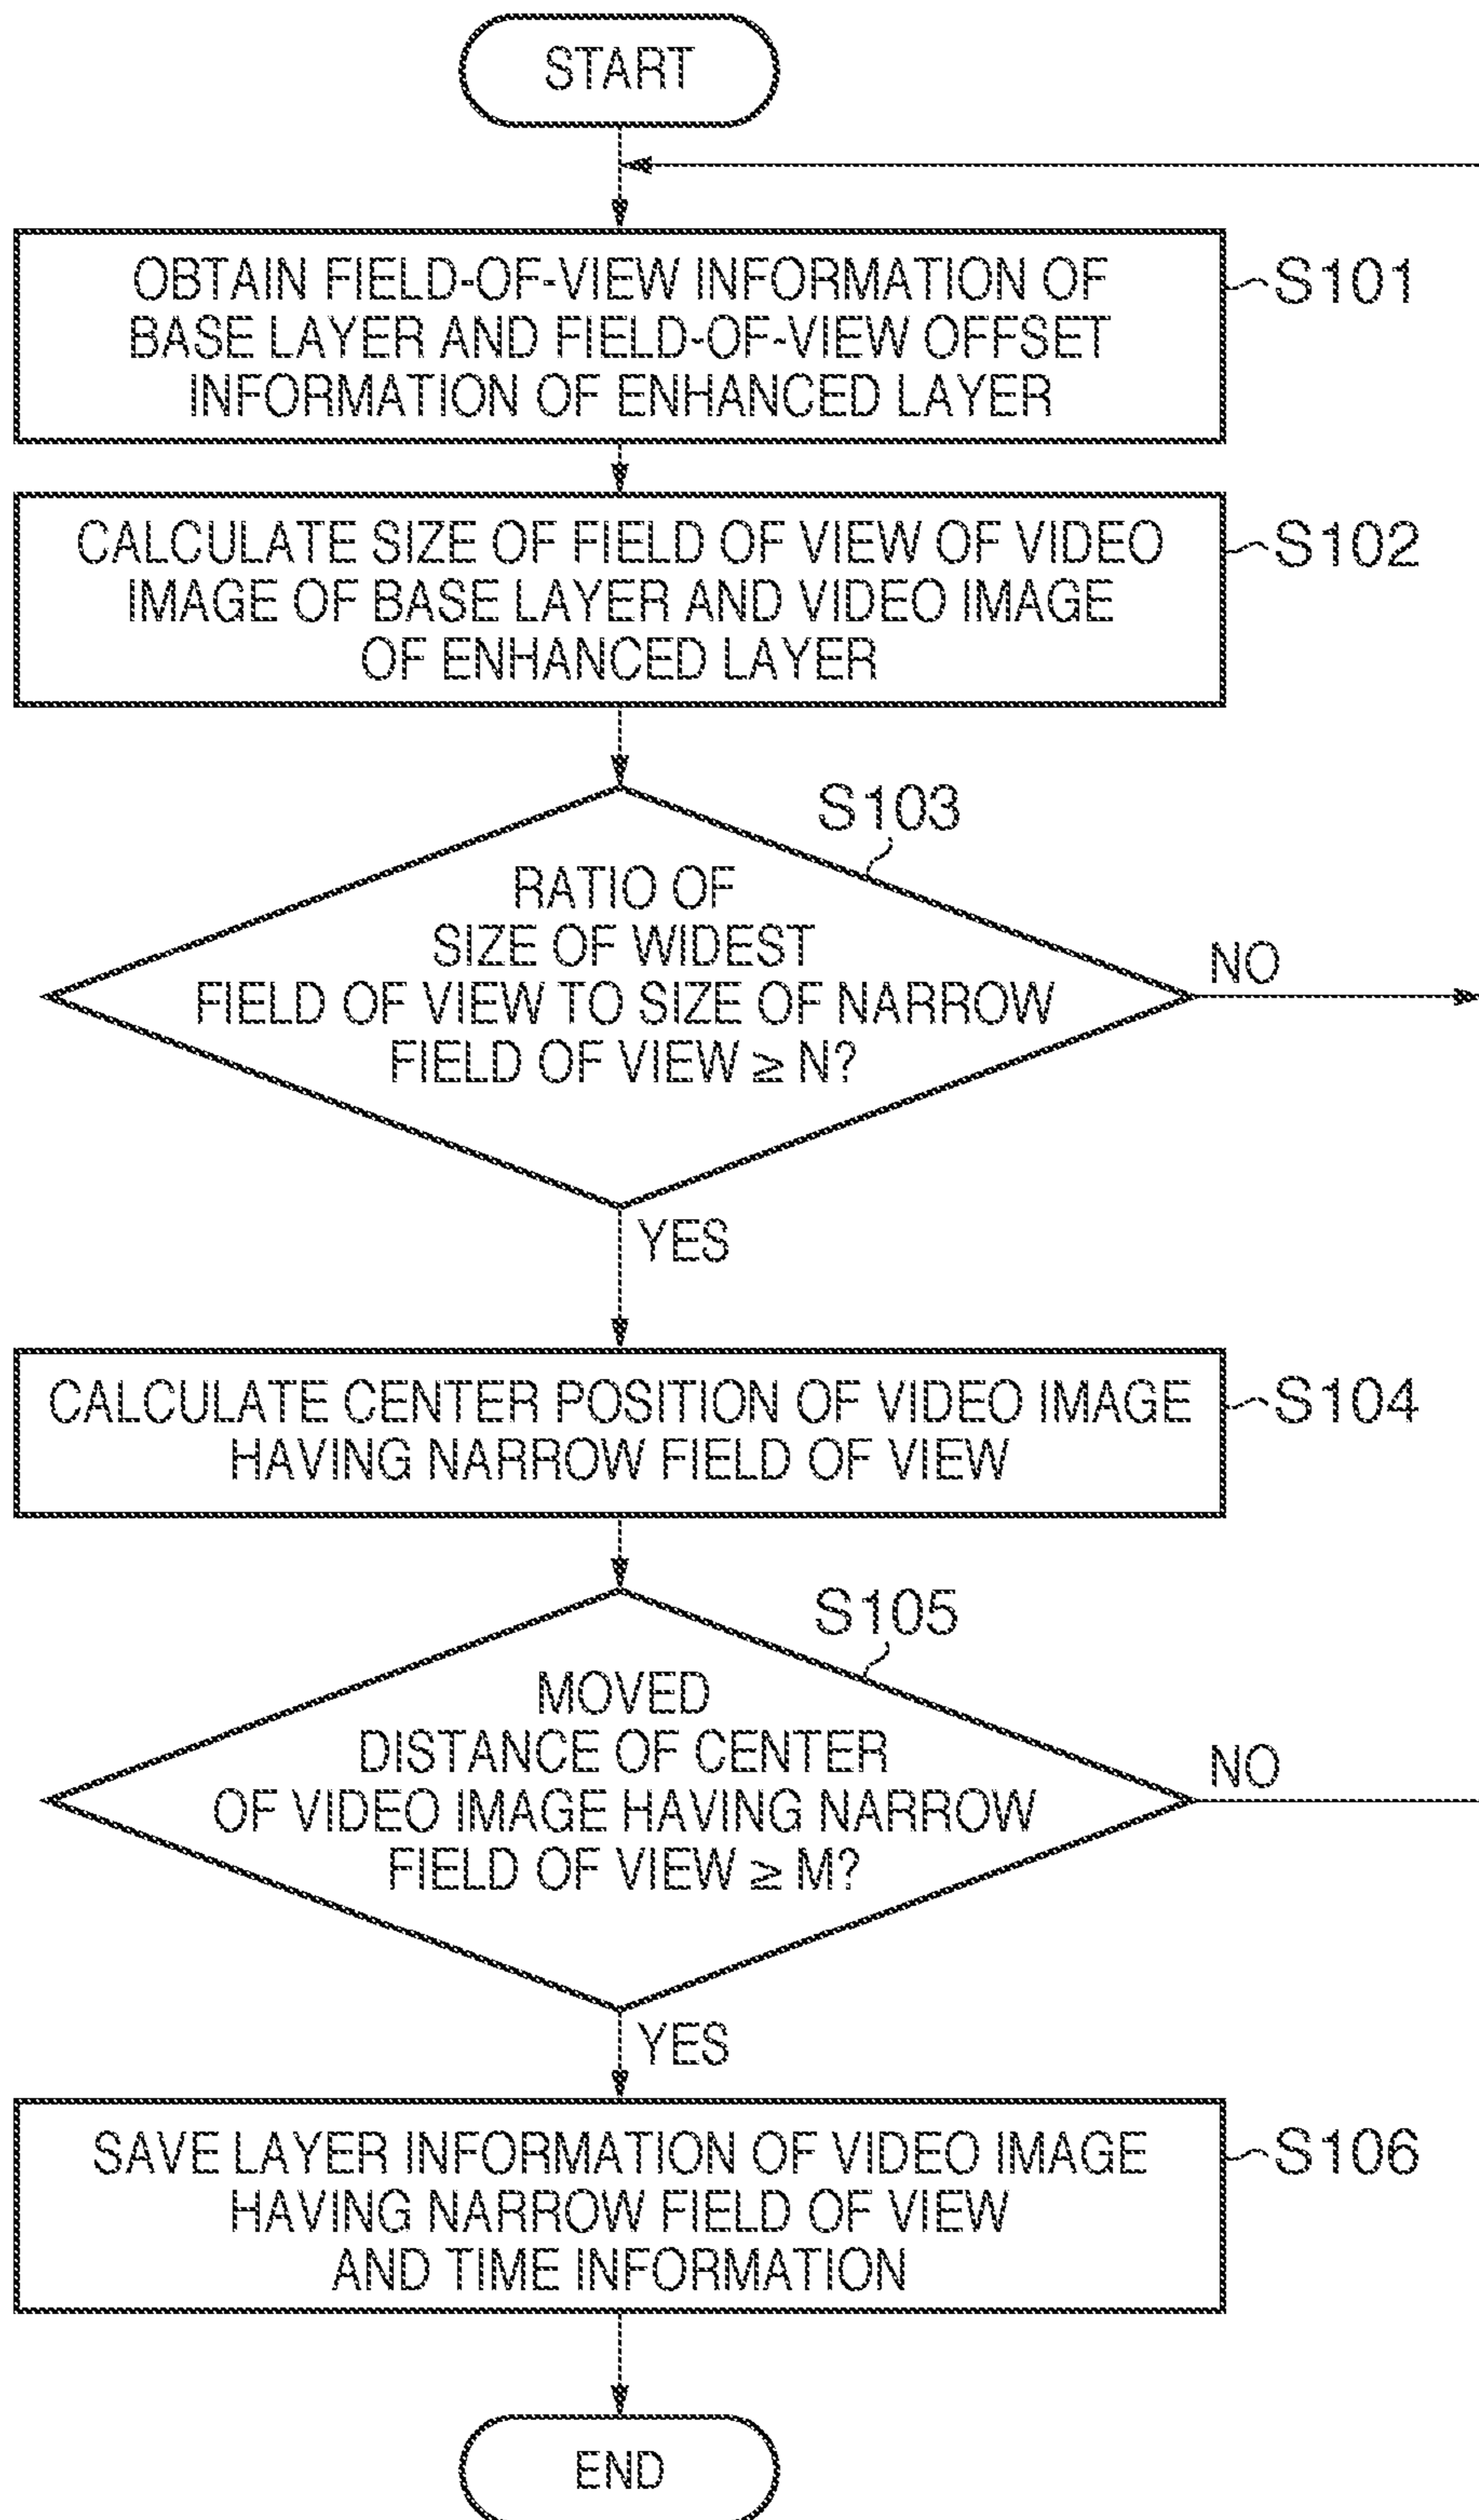 START
OBTAIN FIELD-OF-VIEW INFORMATION OF
BASE LAYER AND FIELD-OF-VIEW OFFSET
INFORMATION OF ENHANCED LAYER
S101
CALCULATE SIZE OF FIELD OF VIEW OF VIDEO
IMAGE OF BASE LAYER AND VIDEO IMAGE
OF ENHANCED LAYER
S102
S103
RATIO OF
SIZE OF WIDEST
FIELD OF VIEW TO SIZE OF NARROW
FIELD OF VIEW ≥ N?
NO
YES
CALCULATE CENTER POSITION OF VIDEO IMAGE
HAVING NARROW FIELD OF VIEW
S104
S105
MOVED
DISTANCE OF CENTER
OF VIDEO IMAGE HAVING NARROW
FIELD OF VIEW ≥ M?
NO
YES
SAVE LAYER INFORMATION OF VIDEO IMAGE
HAVING NARROW FIELD OF VIEW
AND TIME INFORMATION
S106
END